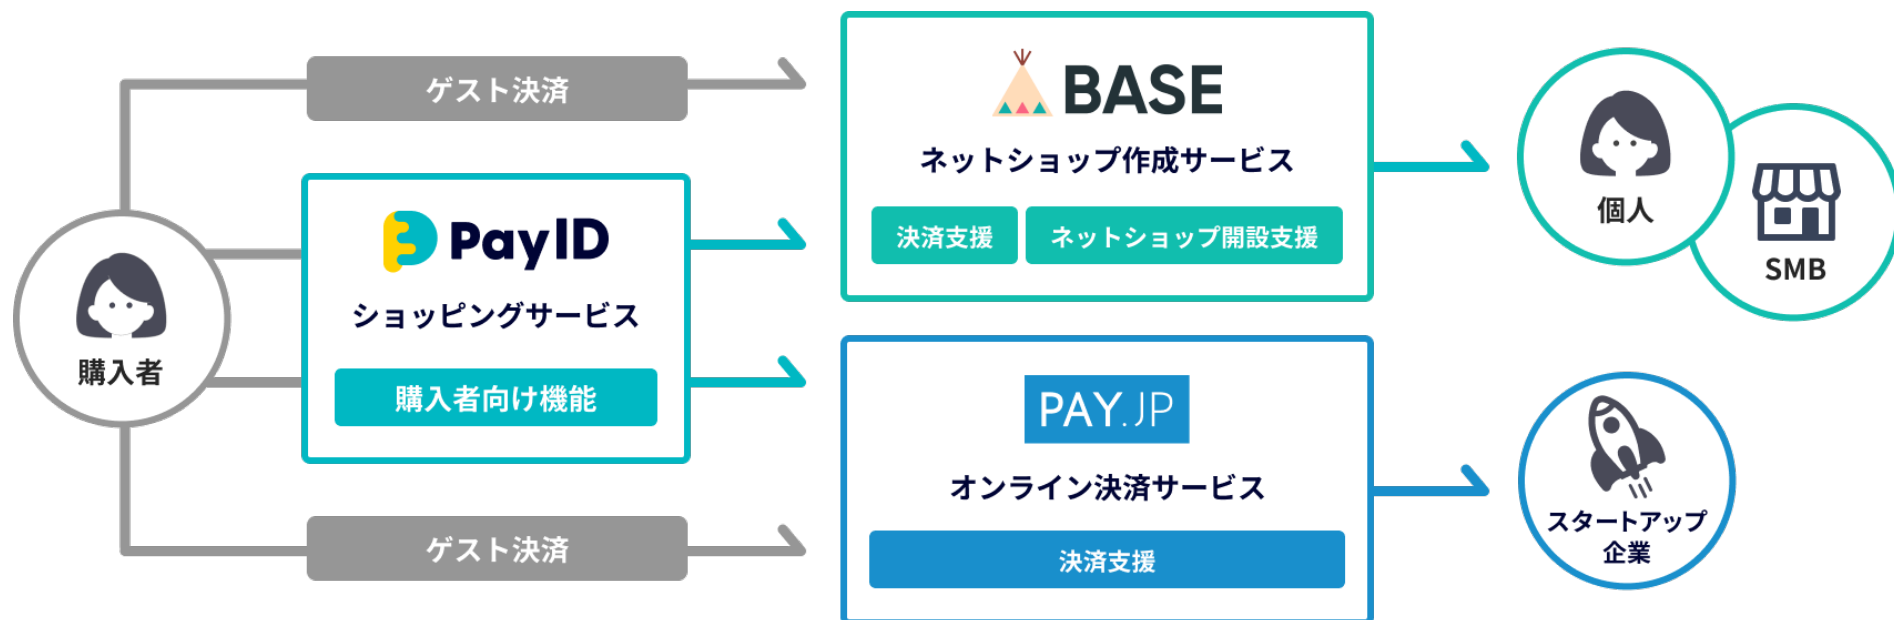 購入者
ゲスト決済
Pay ID
ショッピングサービス
購入者向け機能
ゲスト決済
BASE
ネットショップ作成サービス
決済支援
ネットショップ開設支援
PAY.JP
オンライン決済サービス
決済支援
個人
SMB
スタートアップ
企業